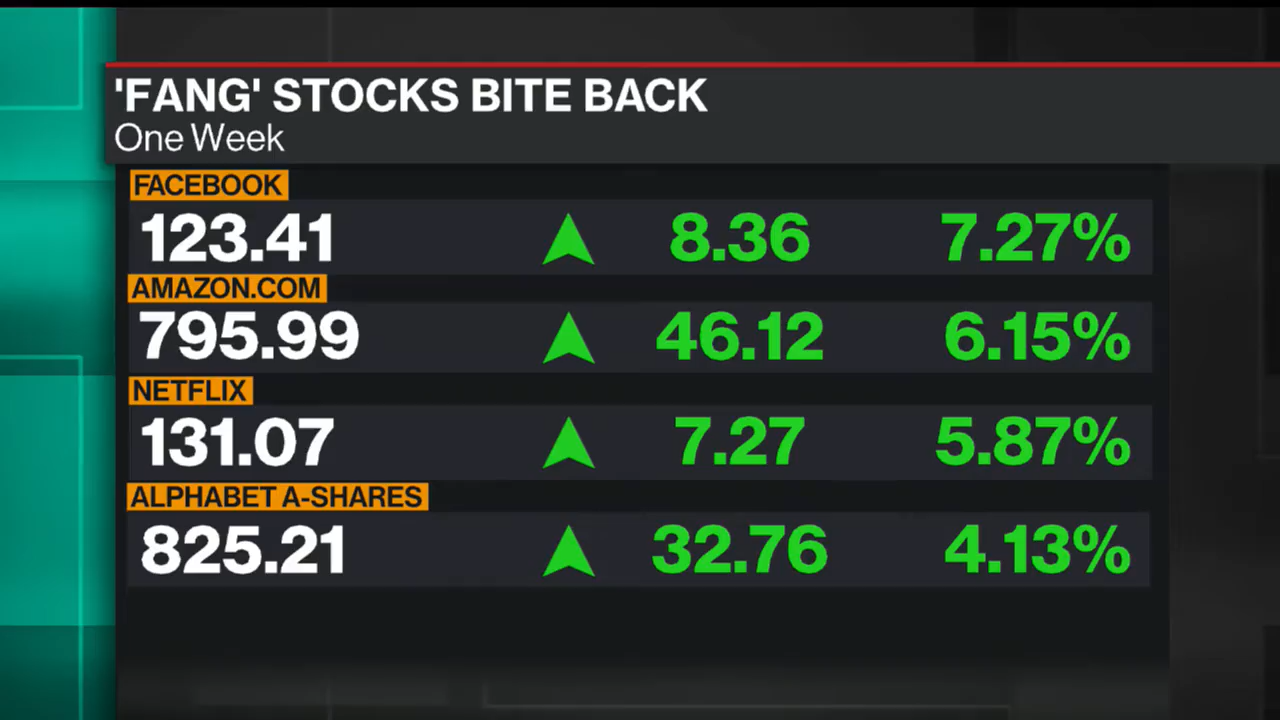 'FANG' STOCKS BITE BACK
One Week
FACEBOOK
123.41 8.36 7.27%
AMAZON.COM
795.99 46.12 6.15%
NETFLIX
131.07 7.27 5.87%
ALPHABET A-SHARES
825.21 32.76 4.13%